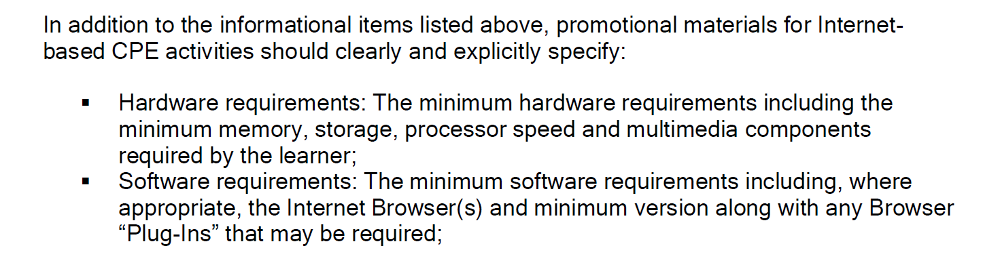 In addition to the informational items listed above, promotional materials for Internet-
based CPE activities should clearly and explicitly specify:
▪ Hardware requirements: The minimum hardware requirements including the
minimum memory, storage, processor speed and multimedia components
required by the learner;
▪ Software requirements: The minimum software requirements including, where
appropriate, the Internet Browser(s) and minimum version along with any Browser
“Plug-Ins” that may be required;